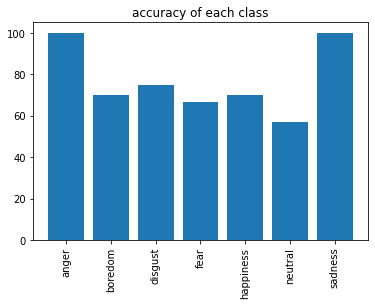 accuracy of each class
100
80
60
40
20
0
anger
boredom
disgust
fear
happiness
neutral
sadness